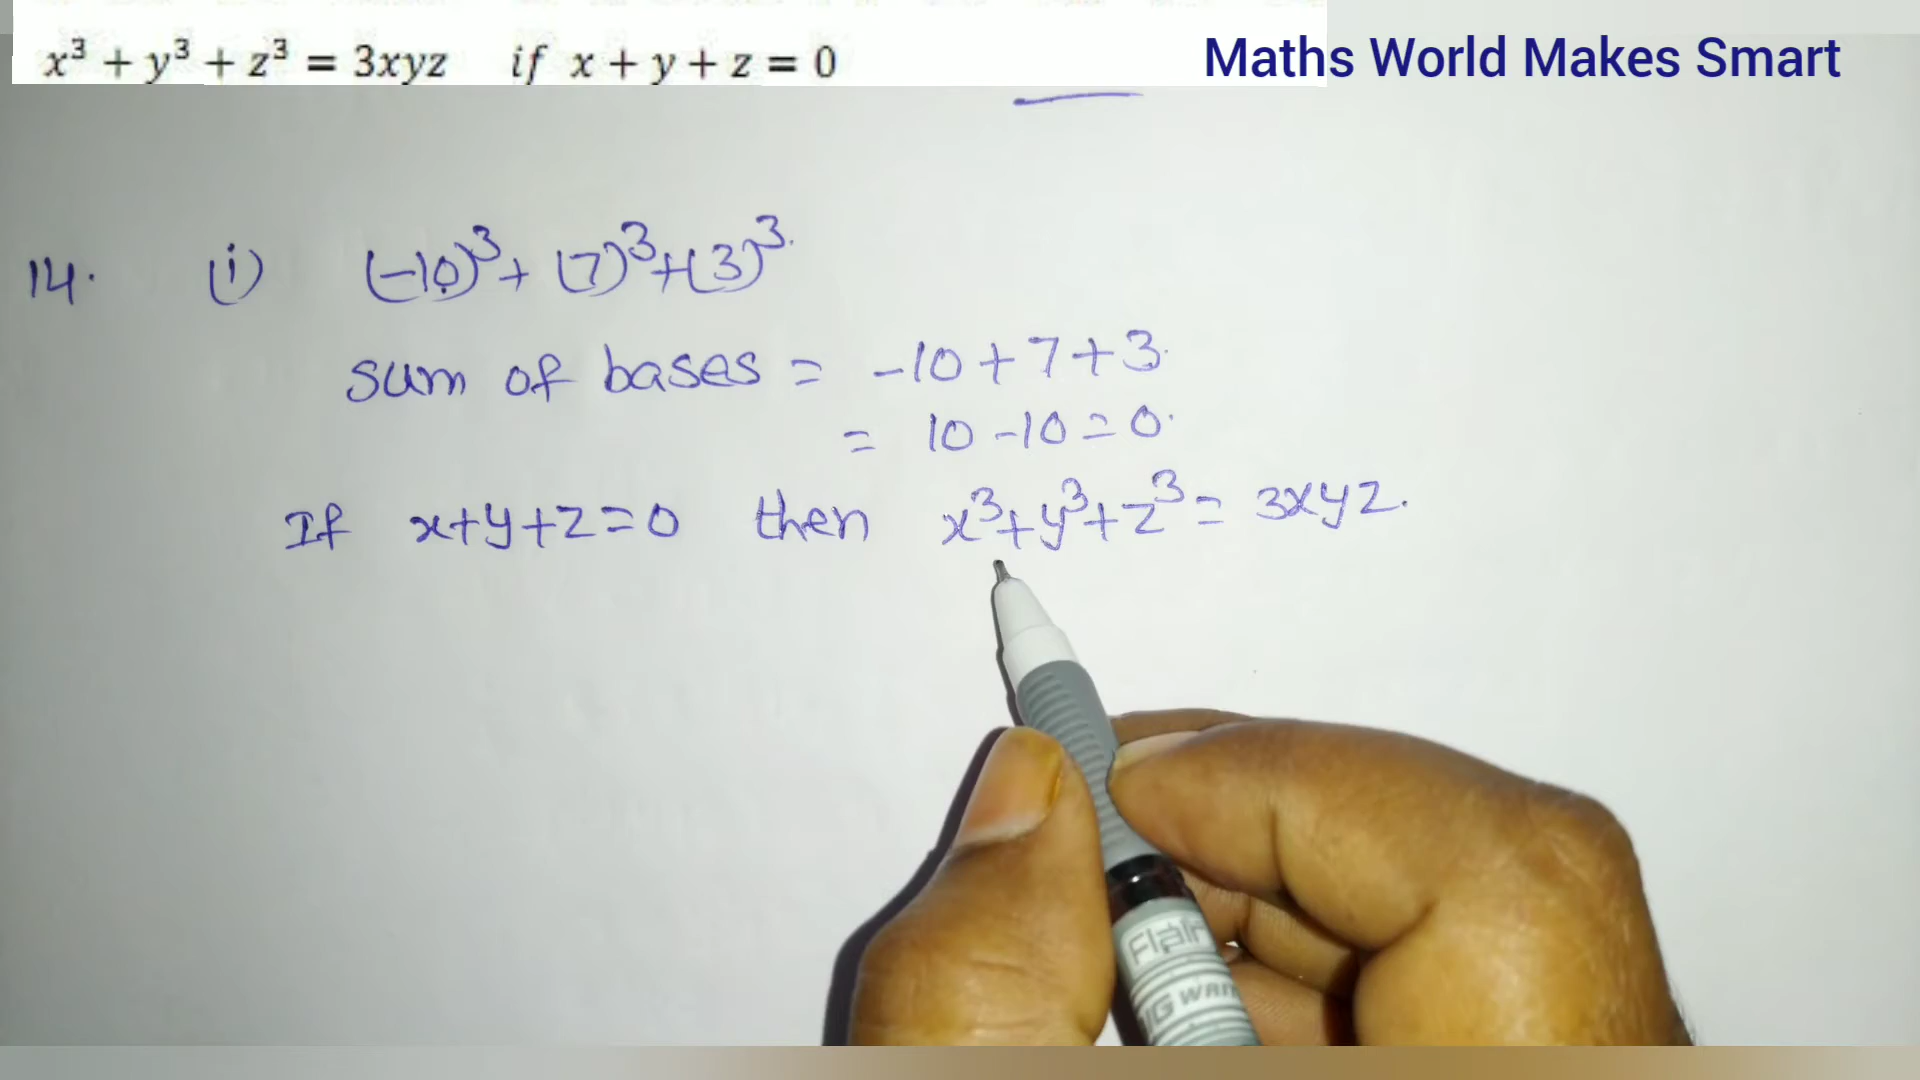 x³ + y³ + z³ = 3xyz if x + y + z = 0
Maths World Makes Smart
14. (i) (-10)³ + (7)³ + (3)³.
sum of bases = -10 + 7 + 3.
= 10 - 10 = 0.
If x+y+z=0 then x³+y³+z³ = 3xyz.
Flair